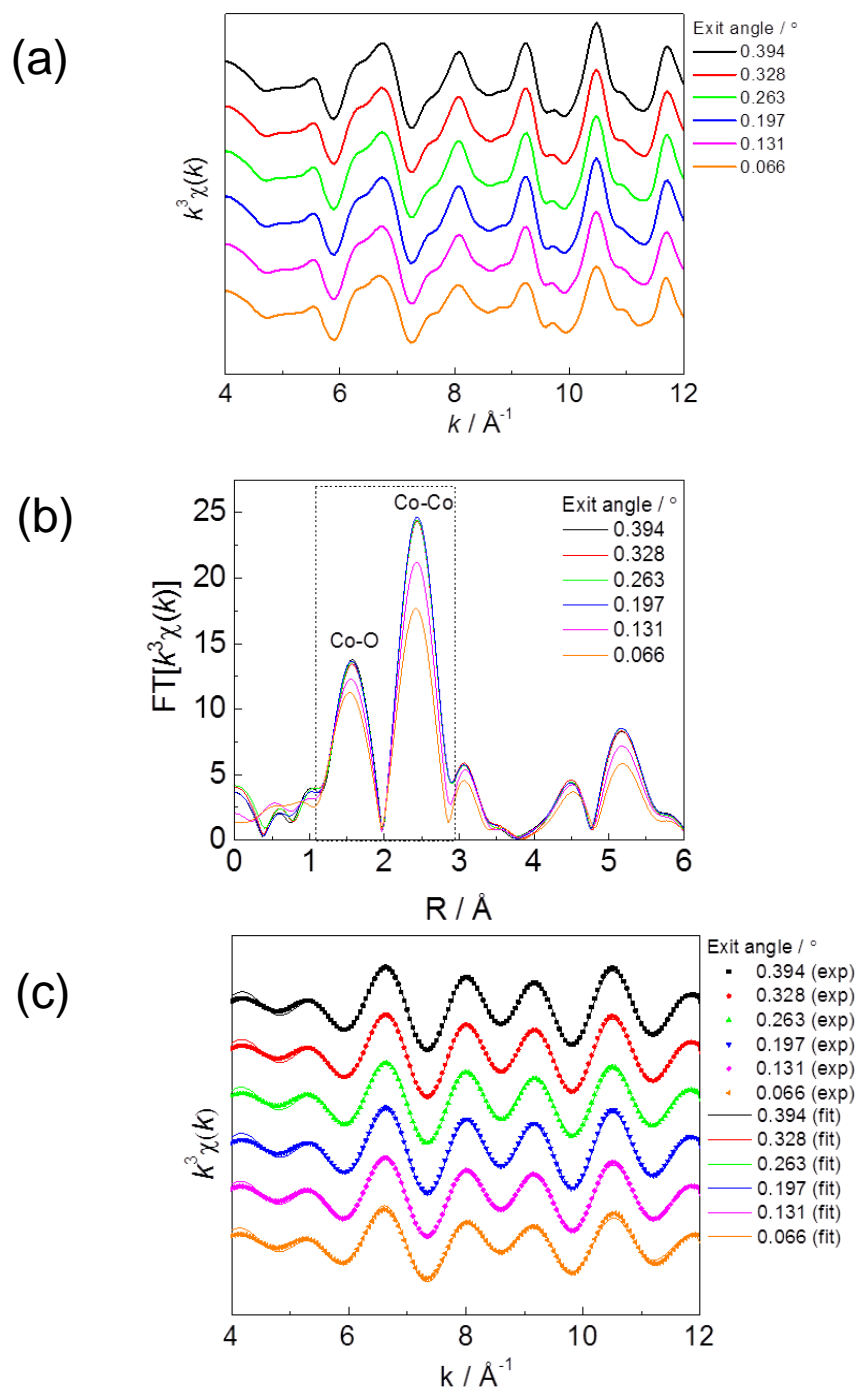 (a)
Exit angle / °
0.394
0.328
0.263
0.197
0.131
0.066
k³χ(k)
4 6 8 10 12
k / Å⁻¹
(b)
Co-Co
Co-O
Exit angle / °
0.394
0.328
0.263
0.197
0.131
0.066
FT[k³χ(k)]
25
20
15
10
5
0
0 1 2 3 4 5 6
R / Å
(c)
Exit angle / °
0.394 (exp)
0.328 (exp)
0.263 (exp)
0.197 (exp)
0.131 (exp)
0.066 (exp)
0.394 (fit)
0.328 (fit)
0.263 (fit)
0.197 (fit)
0.131 (fit)
0.066 (fit)
k³χ(k)
4 6 8 10 12
k / Å⁻¹